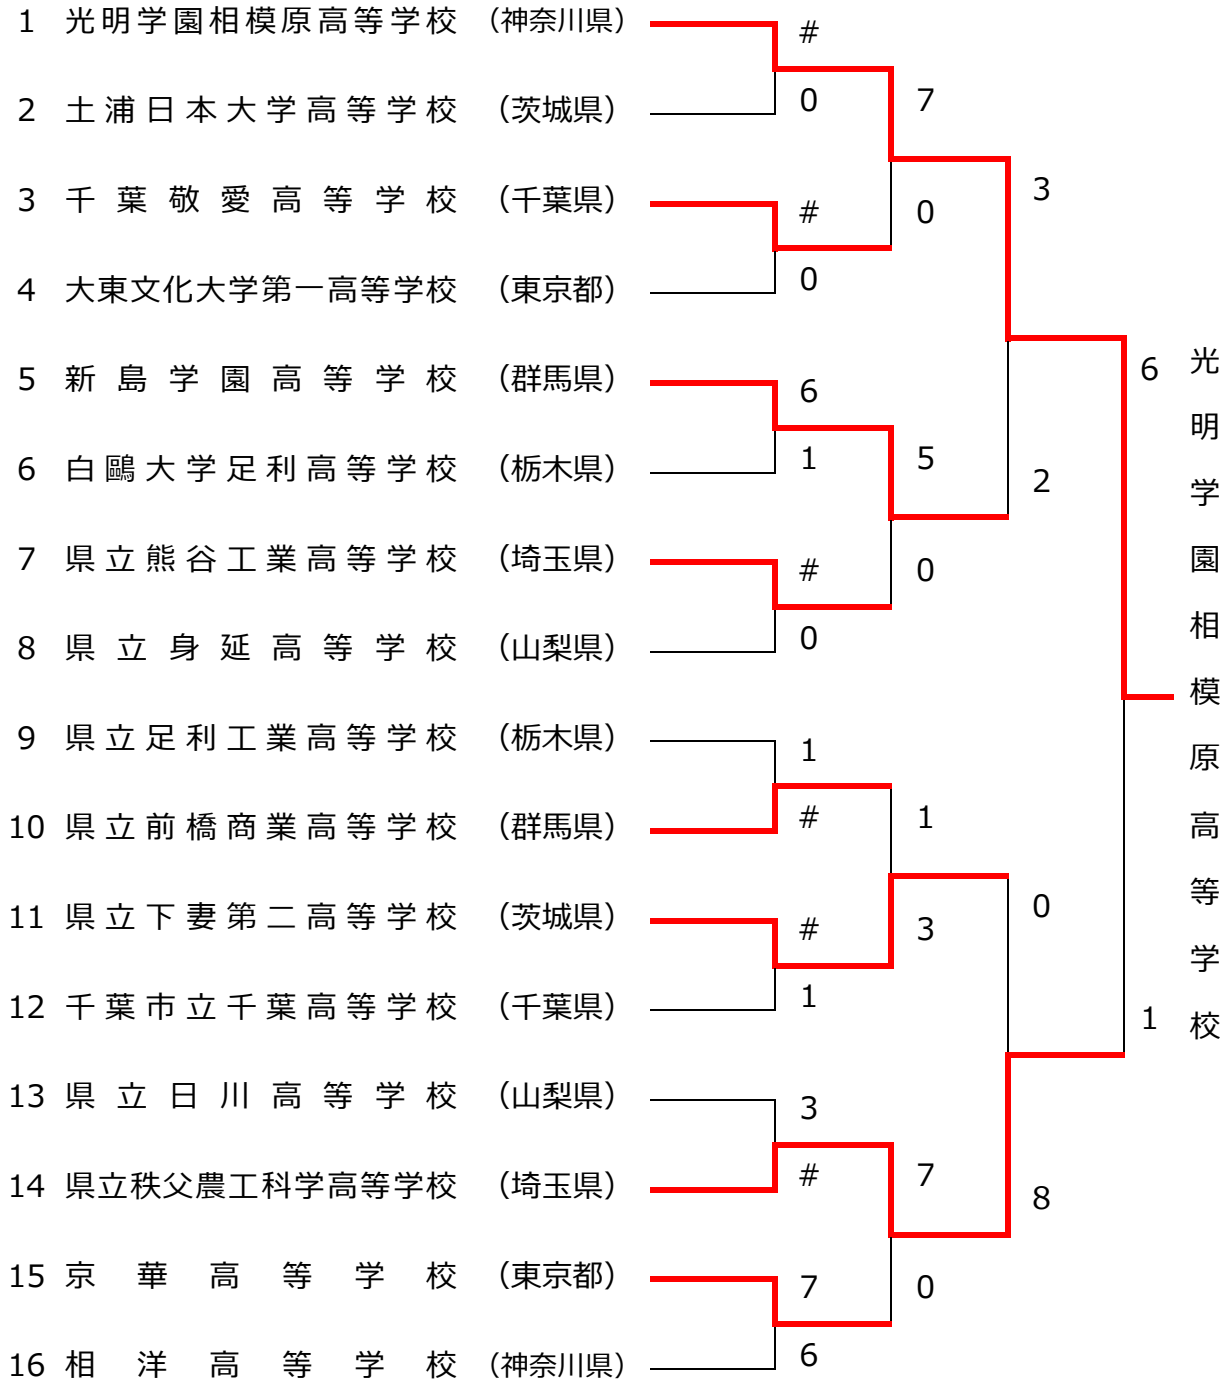 1 光明学園相模原高等学校 （神奈川県）
#
0
7
2 土浦日本大学高等学校 （茨城県）
3
3 千葉敬愛高等学校 （千葉県）
#
0
0
4 大東文化大学第一高等学校 （東京都）
5 新島学園高等学校 （群馬県）
6
1
5
2
6 白鷗大学足利高等学校 （栃木県）
7 県立熊谷工業高等学校 （埼玉県）
#
0
0
8 県立身延高等学校 （山梨県）
6
光明学園相模原高等学校
9 県立足利工業高等学校 （栃木県）
1
#
1
10 県立前橋商業高等学校 （群馬県）
0
11 県立下妻第二高等学校 （茨城県）
#
3
1
12 千葉市立千葉高等学校 （千葉県）
1
13 県立日川高等学校 （山梨県）
3
#
7
8
14 県立秩父農工科学高等学校 （埼玉県）
15 京華高等学校 （東京都）
7
0
6
16 相洋高等学校 （神奈川県）